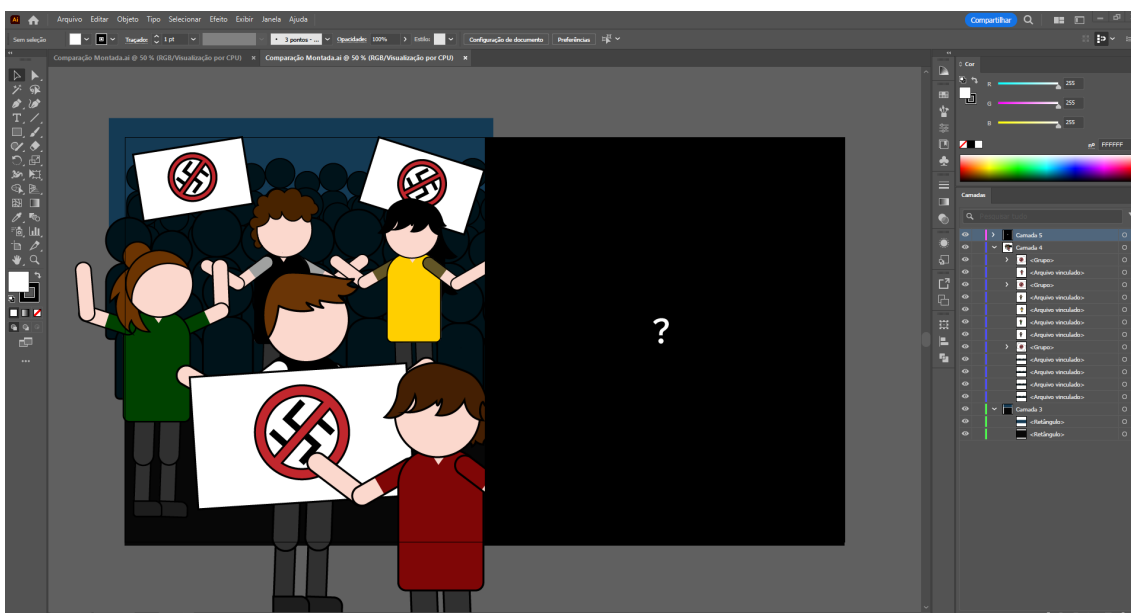 Ai Arquivo Editar Objeto Tipo Selecionar Efeito Exibir Janela Ajuda Compartilhar
Sem seleção Traçado: 1 pt 3 pontos - ... Opacidade: 100% Estilo: Configuração de documento Preferências
Comparação Montada.ai @ 50 % (RGB/Visualização por CPU) × Comparação Montada.ai @ 50 % (RGB/Visualização por CPU) ×
Cor
R 255
G 255
B 255
nº FFFFFF
Camadas
Camada 5
Camada 4
<Grupo>
<Arquivo vinculado>
<Grupo>
<Arquivo vinculado>
<Arquivo vinculado>
<Arquivo vinculado>
<Arquivo vinculado>
<Grupo>
<Arquivo vinculado>
<Arquivo vinculado>
<Arquivo vinculado>
<Arquivo vinculado>
Camada 3
<Retângulo>
<Retângulo>
?